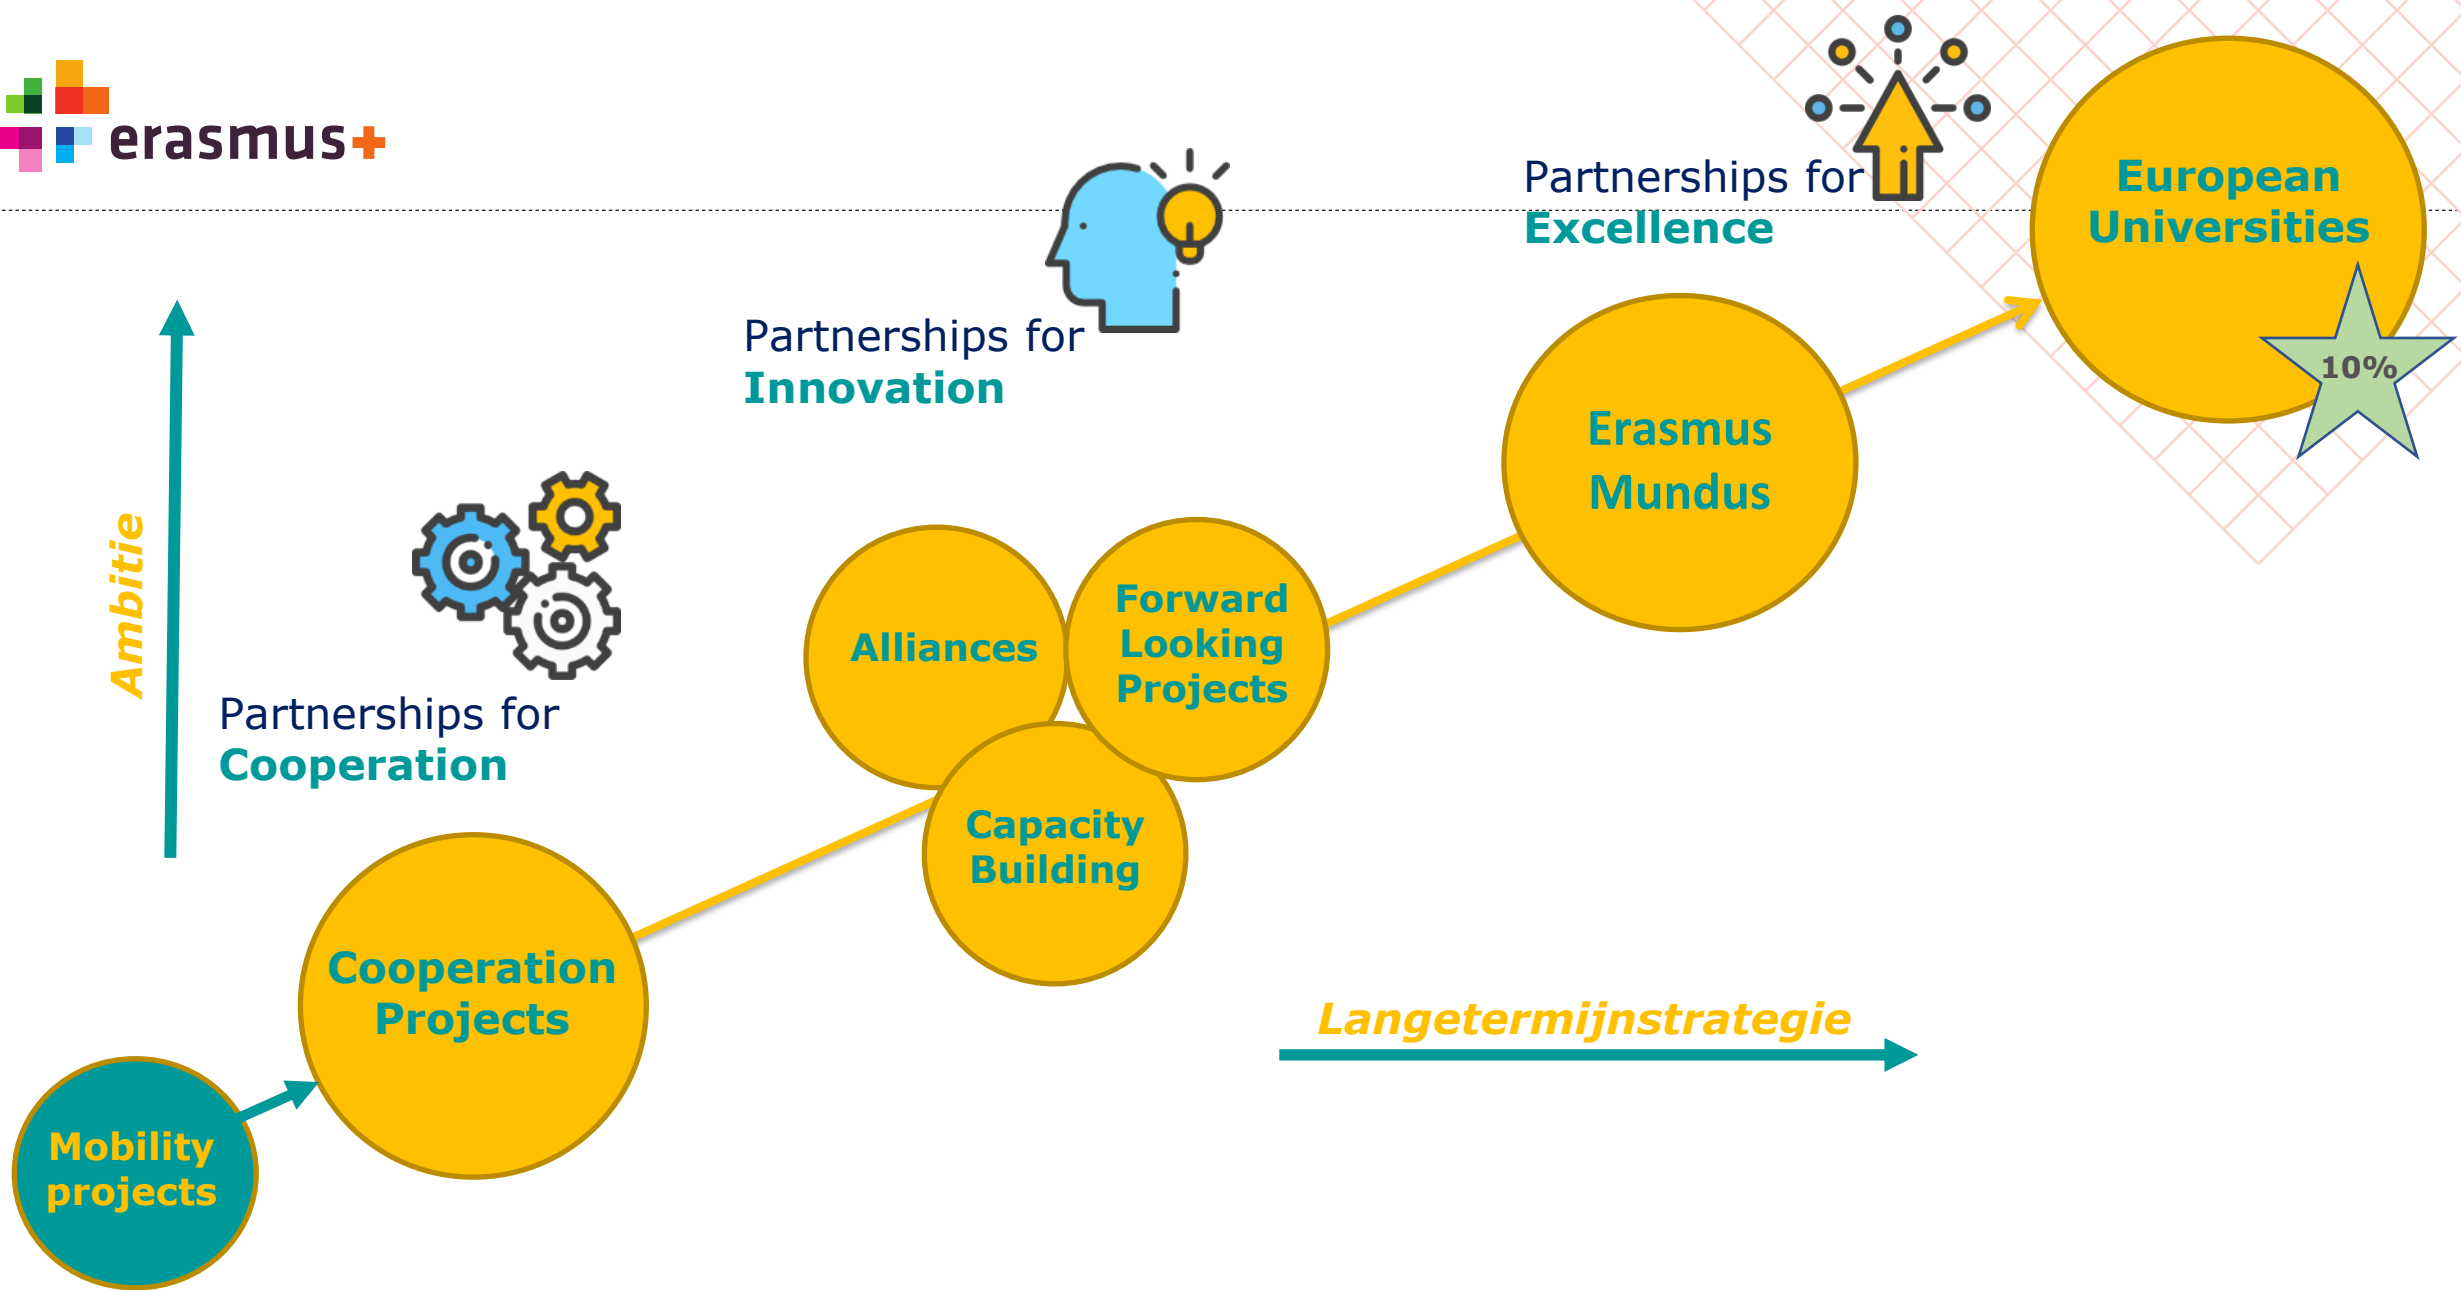 erasmus+
Partnerships for
Excellence
European
Universities
10%
Partnerships for
Innovation
Erasmus
Mundus
Ambitie
Partnerships for
Cooperation
Alliances
Forward
Looking
Projects
Capacity
Building
Cooperation
Projects
Langetermijnstrategie
Mobility
projects